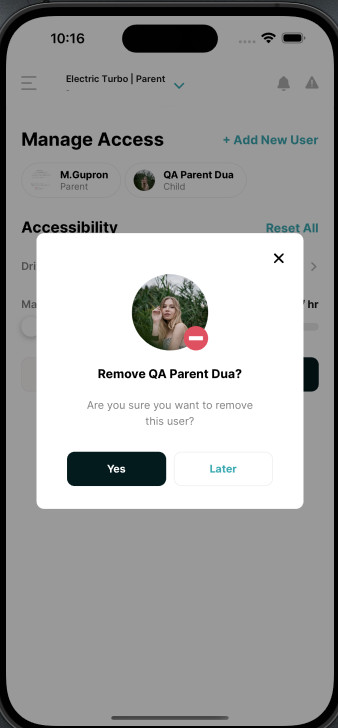 10:16
Electric Turbo | Parent
Manage Access
+ Add New User
M.Gupron
Parent
QA Parent Dua
Child
Accessibility
Reset All
Dri
Ma
/ hr
Remove QA Parent Dua?
Are you sure you want to remove
this user?
Yes
Later